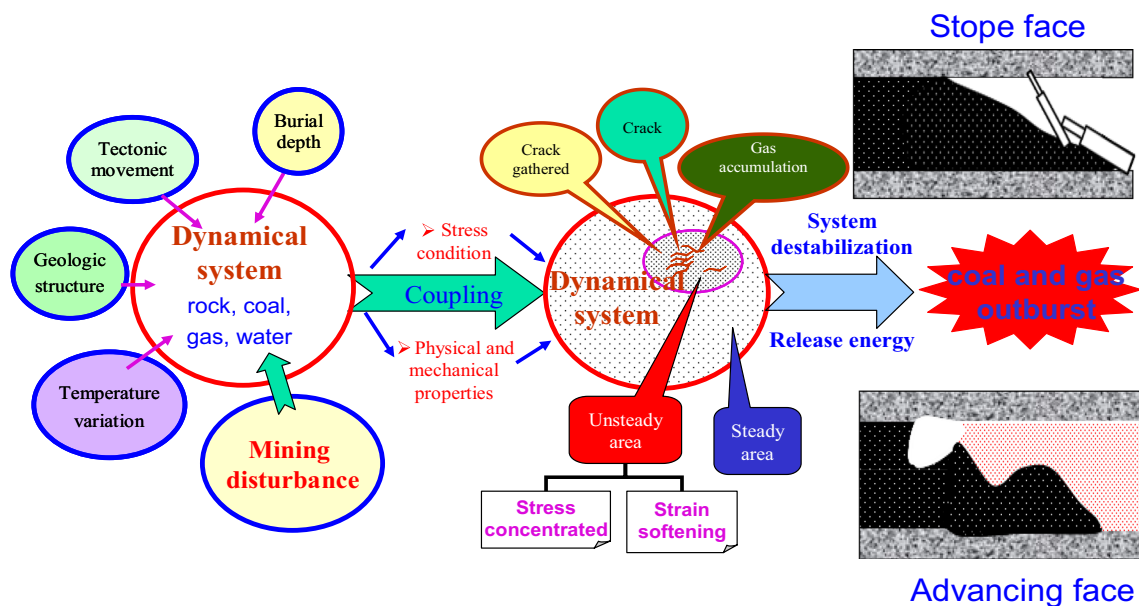 Stope face
Burial
depth
Tectonic
movement
Geologic
structure
Temperature
variation
Mining
disturbance
Dynamical
system
rock, coal,
gas, water
➢ Stress
condition
Coupling
➢ Physical and
mechanical
properties
Crack
gathered
Crack
Gas
accumulation
Dynamical
system
Unsteady
area
Steady
area
Stress
concentrated
Strain
softening
System
destabilization
Release energy
coal and gas
outburst
Advancing face